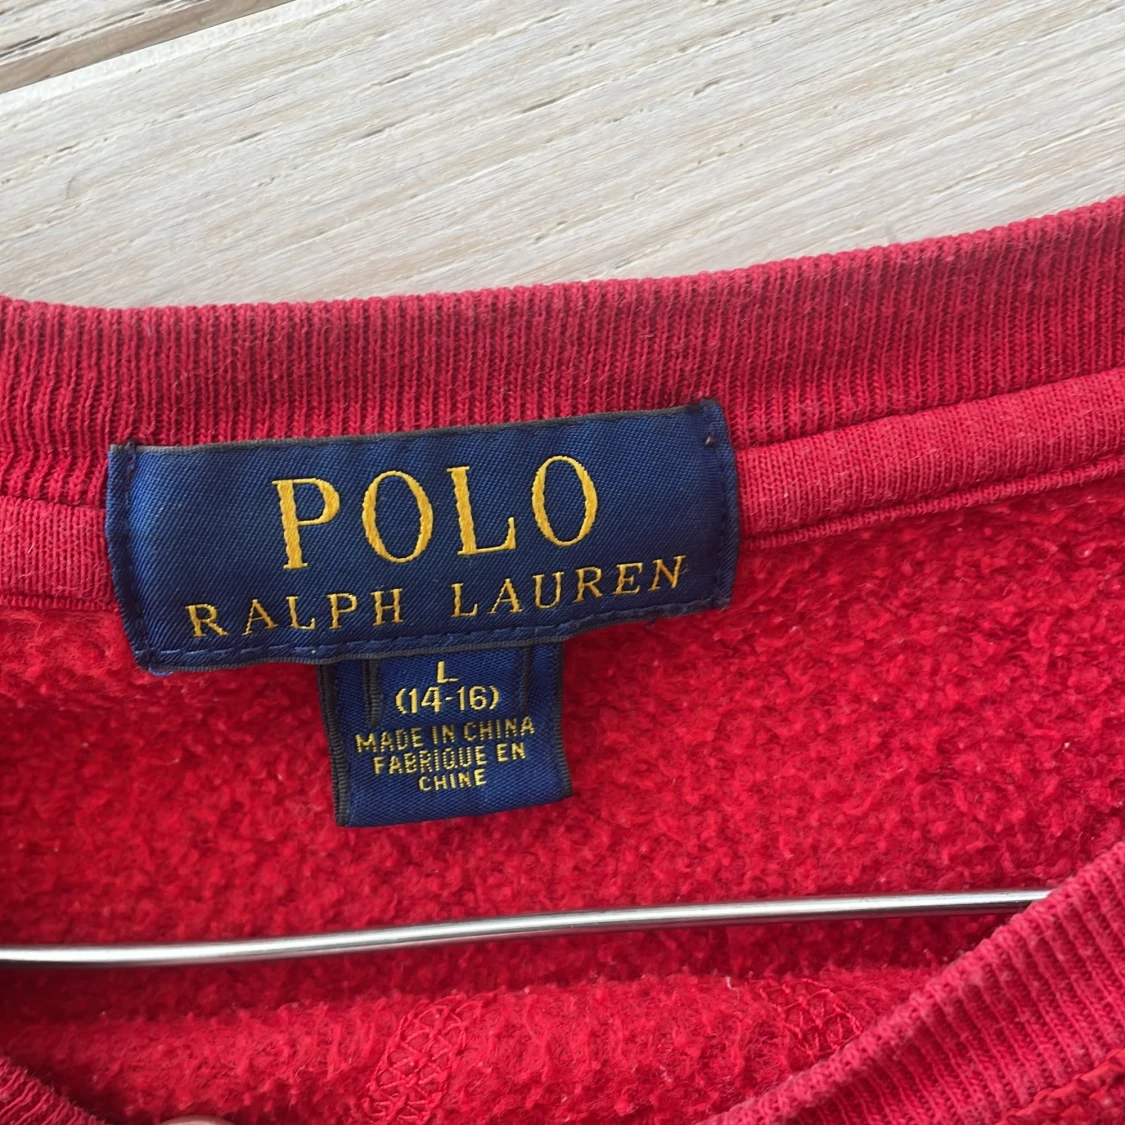 POLO
RALPH LAUREN
L
(14-16)
MADE IN CHINA
FABRIQUE EN
CHINE